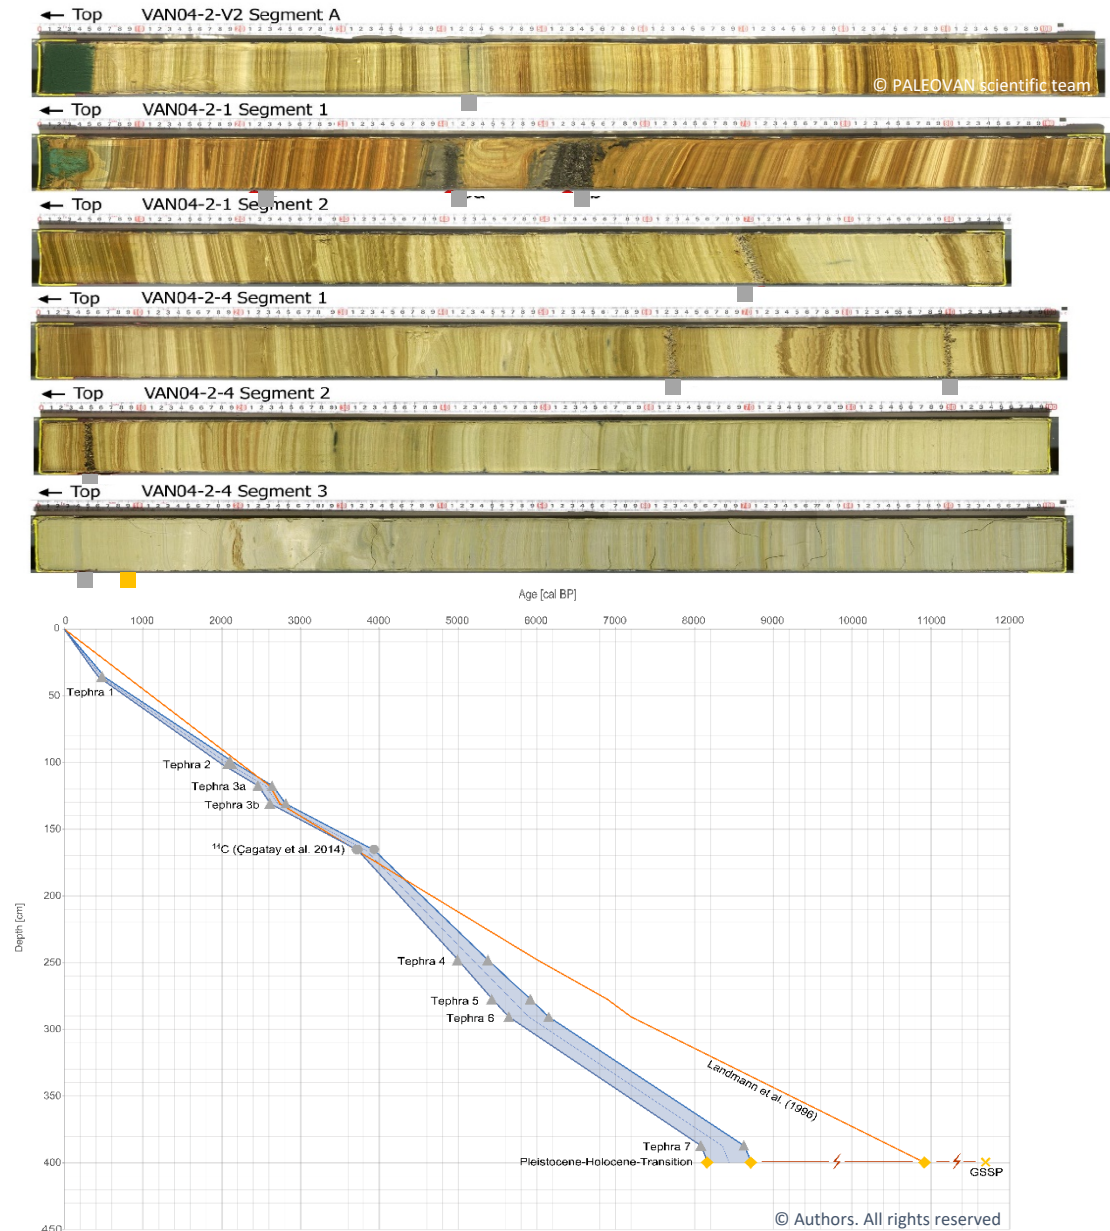 ← Top VAN04-2-V2 Segment A
© PALEOVAN scientific team
← Top VAN04-2-1 Segment 1
← Top VAN04-2-1 Segment 2
← Top VAN04-2-4 Segment 1
← Top VAN04-2-4 Segment 2
← Top VAN04-2-4 Segment 3
Age [cal BP]
0 1000 2000 3000 4000 5000 6000 7000 8000 9000 10000 11000 12000
0
Tephra 1
50
Tephra 2
100
Tephra 3a
Tephra 3b
150
¹⁴C (Çagatay et al. 2014)
200
Depth [cm]
Tephra 4
250
Tephra 5
Tephra 6
300
Landmann et al. (1996)
350
Tephra 7
Pleistocene-Holocene-Transition
400
GSSP
450
© Authors. All rights reserved